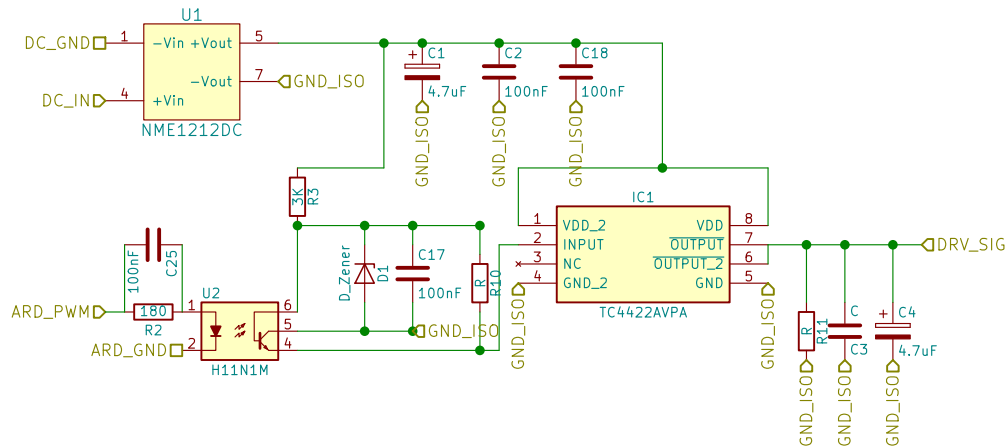 U1
DC_GND 1 -Vin +Vout 5
-Vout 7 GND_ISO
DC_IN 4 +Vin
NME1212DC
+ C1 4.7uF GND_ISO
C2 100nF GND_ISO
C18 100nF GND_ISO
3K R3
100nF C25
ARD_PWM 180 R2
ARD_GND
U2
1 6
5
2 4
H11N1M
D_Zener D1
C17 100nF
R R10
GND_ISO
IC1
1 VDD_2 VDD 8
2 INPUT OUTPUT 7
3 NC OUTPUT_2 6
4 GND_2 GND 5
TC4422AVPA
GND_ISO
GND_ISO
DRV_SIG
R R11 GND_ISO
C C3 GND_ISO
+ C4 4.7uF GND_ISO